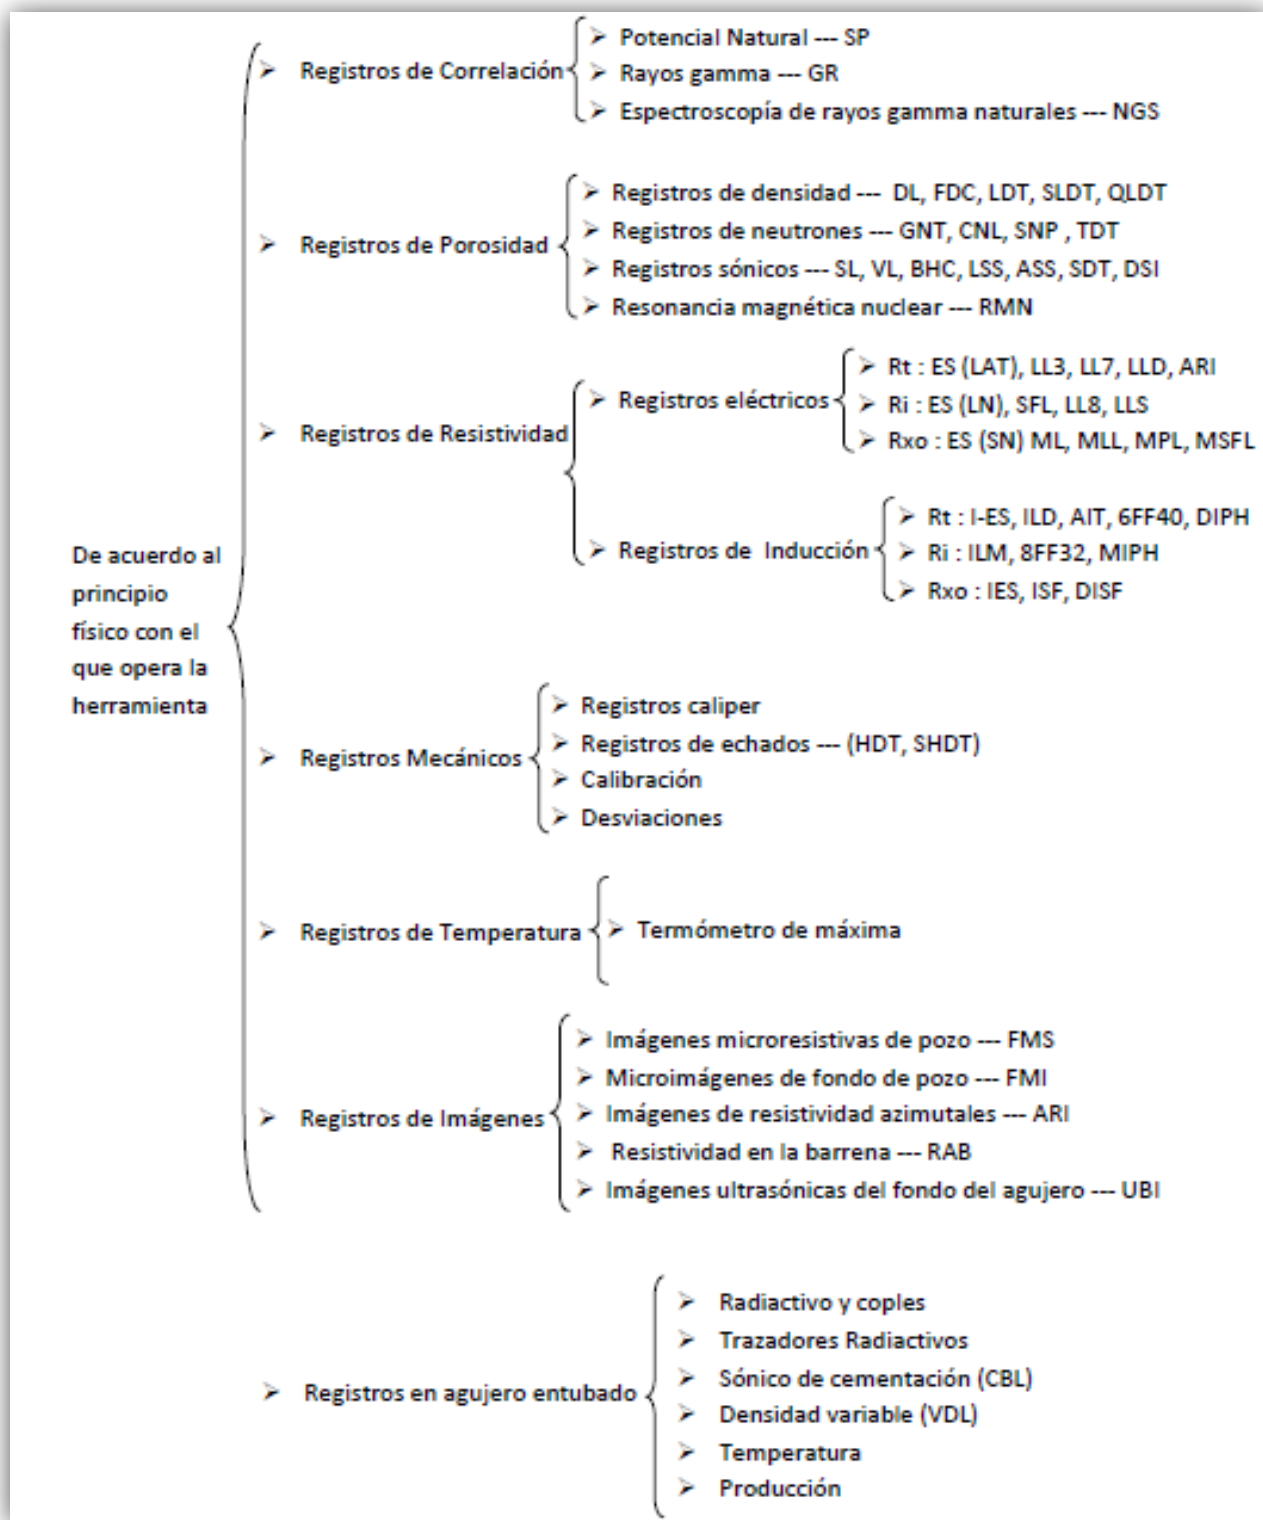 De acuerdo al
principio
físico con el
que opera la
herramienta
➢ Registros de Correlación
➢ Potencial Natural --- SP
➢ Rayos gamma --- GR
➢ Espectroscopía de rayos gamma naturales --- NGS
➢ Registros de Porosidad
➢ Registros de densidad --- DL, FDC, LDT, SLDT, QLDT
➢ Registros de neutrones --- GNT, CNL, SNP , TDT
➢ Registros sónicos --- SL, VL, BHC, LSS, ASS, SDT, DSI
➢ Resonancia magnética nuclear --- RMN
➢ Registros de Resistividad
➢ Registros eléctricos
➢ Rt : ES (LAT), LL3, LL7, LLD, ARI
➢ Ri : ES (LN), SFL, LL8, LLS
➢ Rxo : ES (SN) ML, MLL, MPL, MSFL
➢ Registros de Inducción
➢ Rt : I-ES, ILD, AIT, 6FF40, DIPH
➢ Ri : ILM, 8FF32, MIPH
➢ Rxo : IES, ISF, DISF
➢ Registros Mecánicos
➢ Registros caliper
➢ Registros de echados --- (HDT, SHDT)
➢ Calibración
➢ Desviaciones
➢ Registros de Temperatura
➢ Termómetro de máxima
➢ Registros de Imágenes
➢ Imágenes microresistivas de pozo --- FMS
➢ Microimágenes de fondo de pozo --- FMI
➢ Imágenes de resistividad azimutales --- ARI
➢ Resistividad en la barrena --- RAB
➢ Imágenes ultrasónicas del fondo del agujero --- UBI
➢ Registros en agujero entubado
➢ Radiactivo y coples
➢ Trazadores Radiactivos
➢ Sónico de cementación (CBL)
➢ Densidad variable (VDL)
➢ Temperatura
➢ Producción